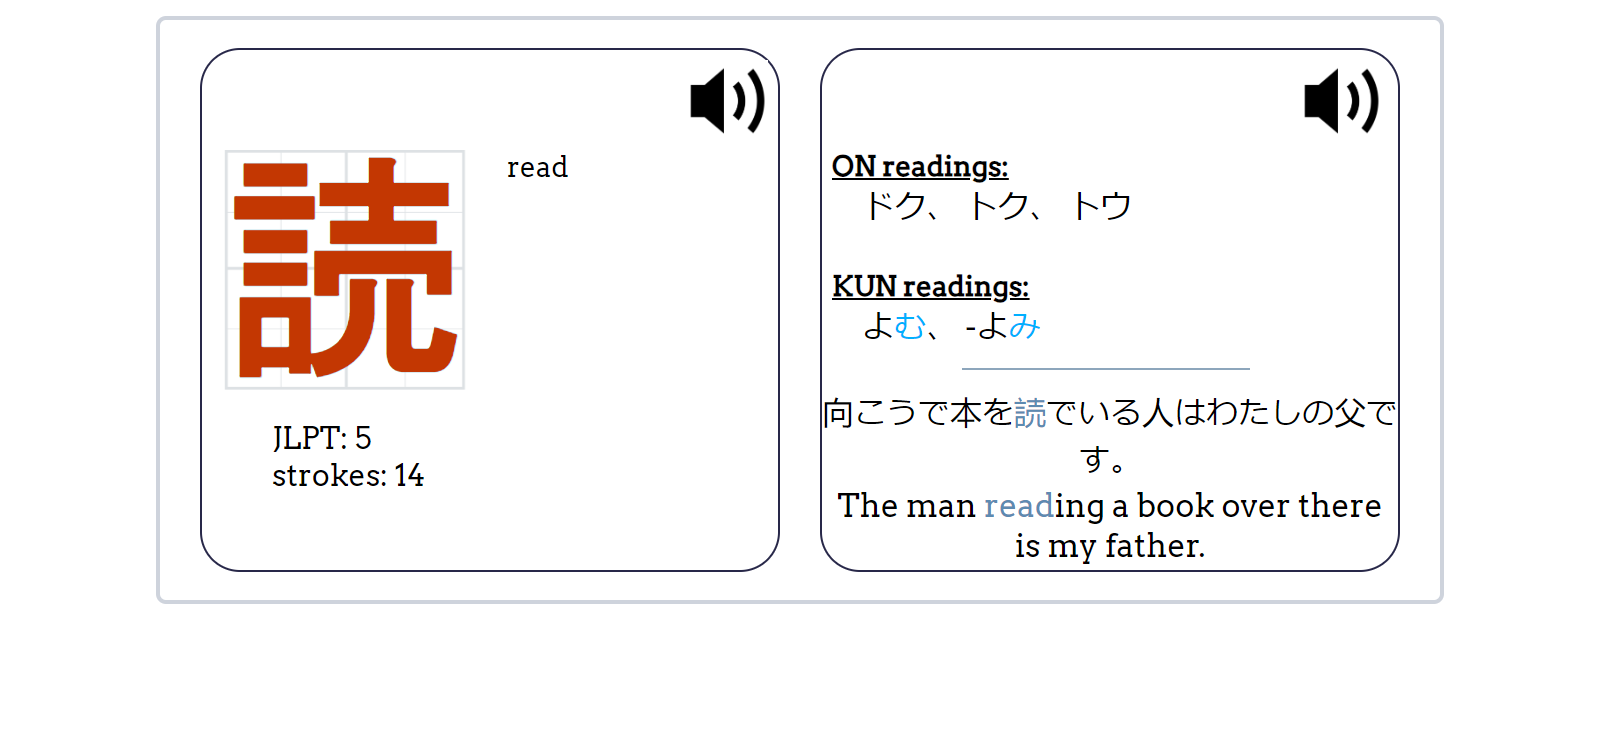 読
read
JLPT: 5
strokes: 14
ON readings:
ドク、 トク、 トウ
KUN readings:
よむ、 -よみ
向こうで本を読でいる人はわたしの父で
す。
The man reading a book over there
is my father.